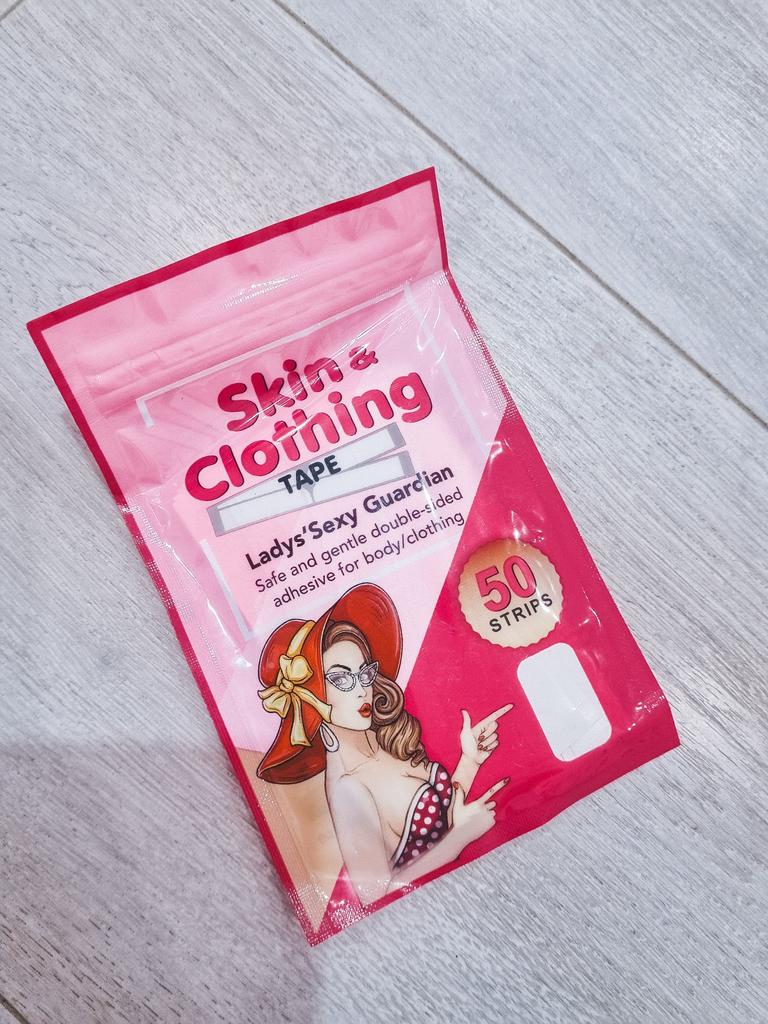 Skin &
Clothing
TAPE
Ladys'Sexy Guardian
Safe and gentle double-sided
adhesive for body/clothing
50
STRIPS